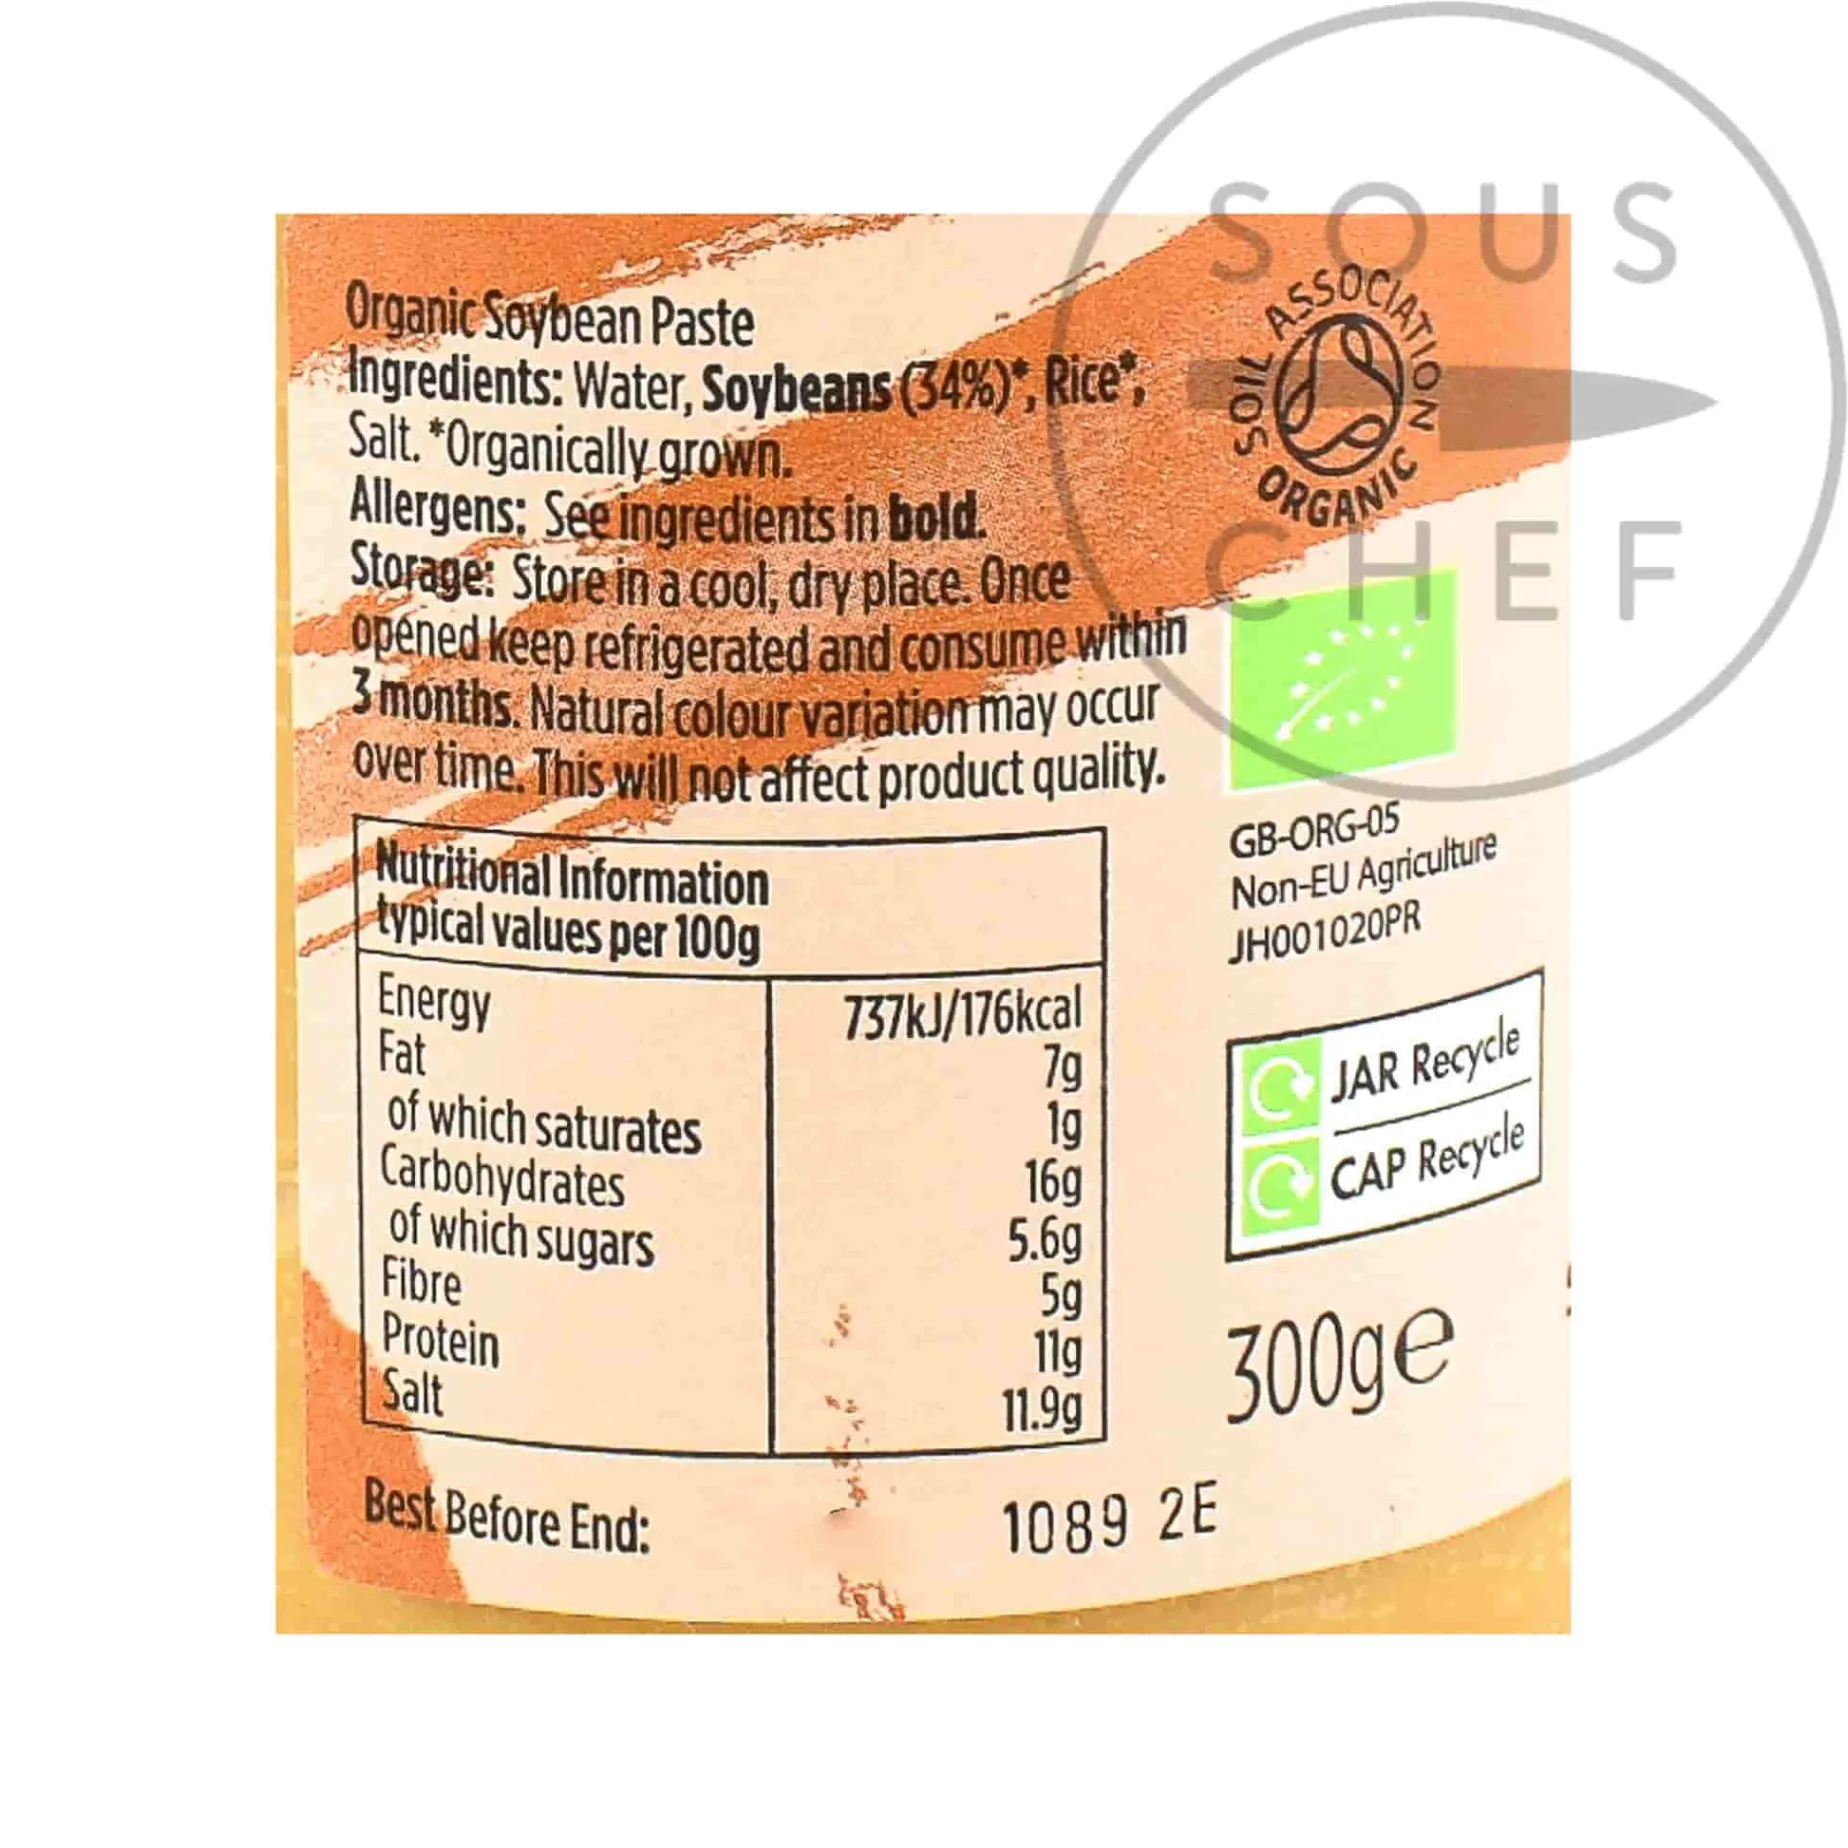 SOUS
CHEF
Organic Soybean Paste
Ingredients: Water, Soybeans (34%)*, Rice*,
Salt. *Organically grown.
Allergens: See ingredients in bold.
Storage: Store in a cool, dry place. Once
opened keep refrigerated and consume within
3 months. Natural colour variation may occur
over time. This will not affect product quality.
SOIL ASSOCIATION
ORGANIC
GB-ORG-05
Non-EU Agriculture
JH001020PR
Nutritional Information
typical values per 100g
Energy 737kJ/176kcal
Fat 7g
of which saturates 1g
Carbohydrates 16g
of which sugars 5.6g
Fibre 5g
Protein 11g
Salt 11.9g
JAR Recycle
CAP Recycle
300g℮
Best Before End:
1089 2E